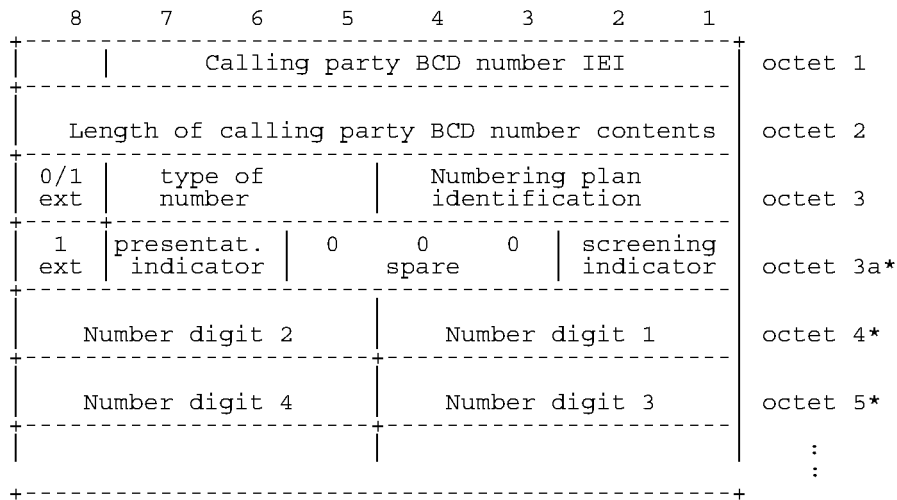 8 7 6 5 4 3 2 1
Calling party BCD number IEI octet 1
Length of calling party BCD number contents octet 2
0/1 type of Numbering plan
ext number identification octet 3
1 presentat. 0 0 0 screening
ext indicator spare indicator octet 3a*
Number digit 2 Number digit 1 octet 4*
Number digit 4 Number digit 3 octet 5*
:
: